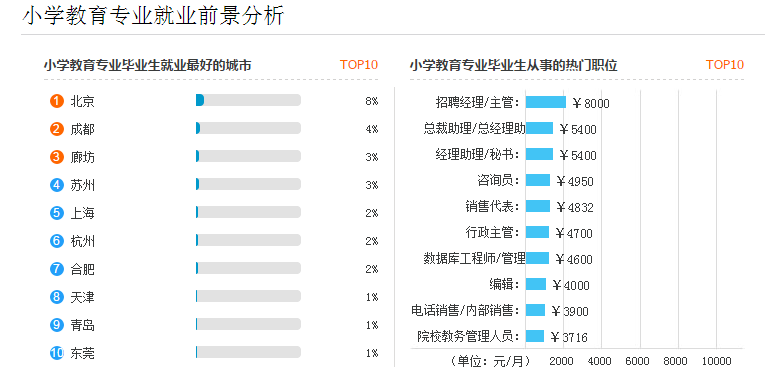 小学教育专业就业前景分析
小学教育专业毕业生就业最好的城市 TOP10
1 北京 8%
2 成都 4%
3 廊坊 3%
4 苏州 3%
5 上海 2%
6 杭州 2%
7 合肥 2%
8 天津 1%
9 青岛 1%
10 东莞 1%
小学教育专业毕业生从事的热门职位 TOP10
招聘经理/主管: ￥8000
总裁助理/总经理助 ￥5400
经理助理/秘书: ￥5400
咨询员: ￥4950
销售代表: ￥4832
行政主管: ￥4700
数据库工程师/管理 ￥4600
编辑: ￥4000
电话销售/内部销售: ￥3900
院校教务管理人员: ￥3716
(单位: 元/月) 2000 4000 6000 8000 10000